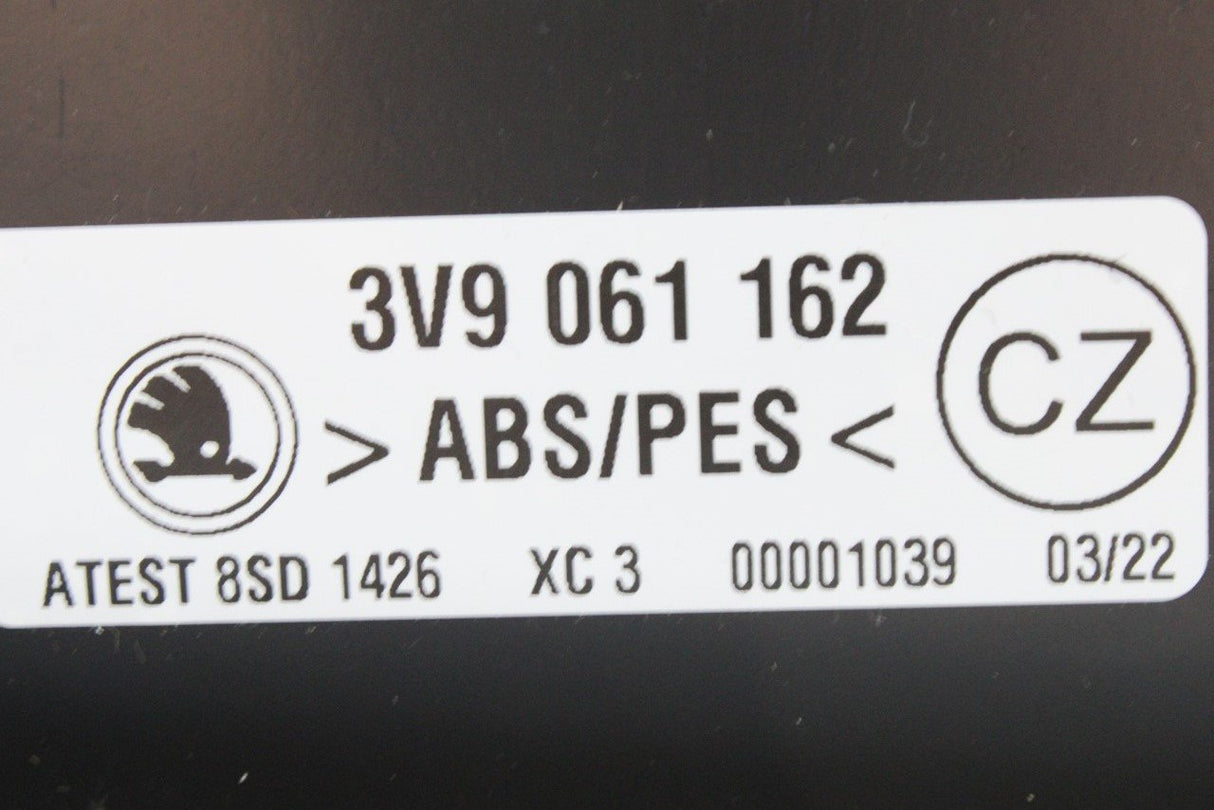 3V9 061 162
> ABS/PES <
CZ
ATEST 8SD 1426 XC 3 00001039 03/22